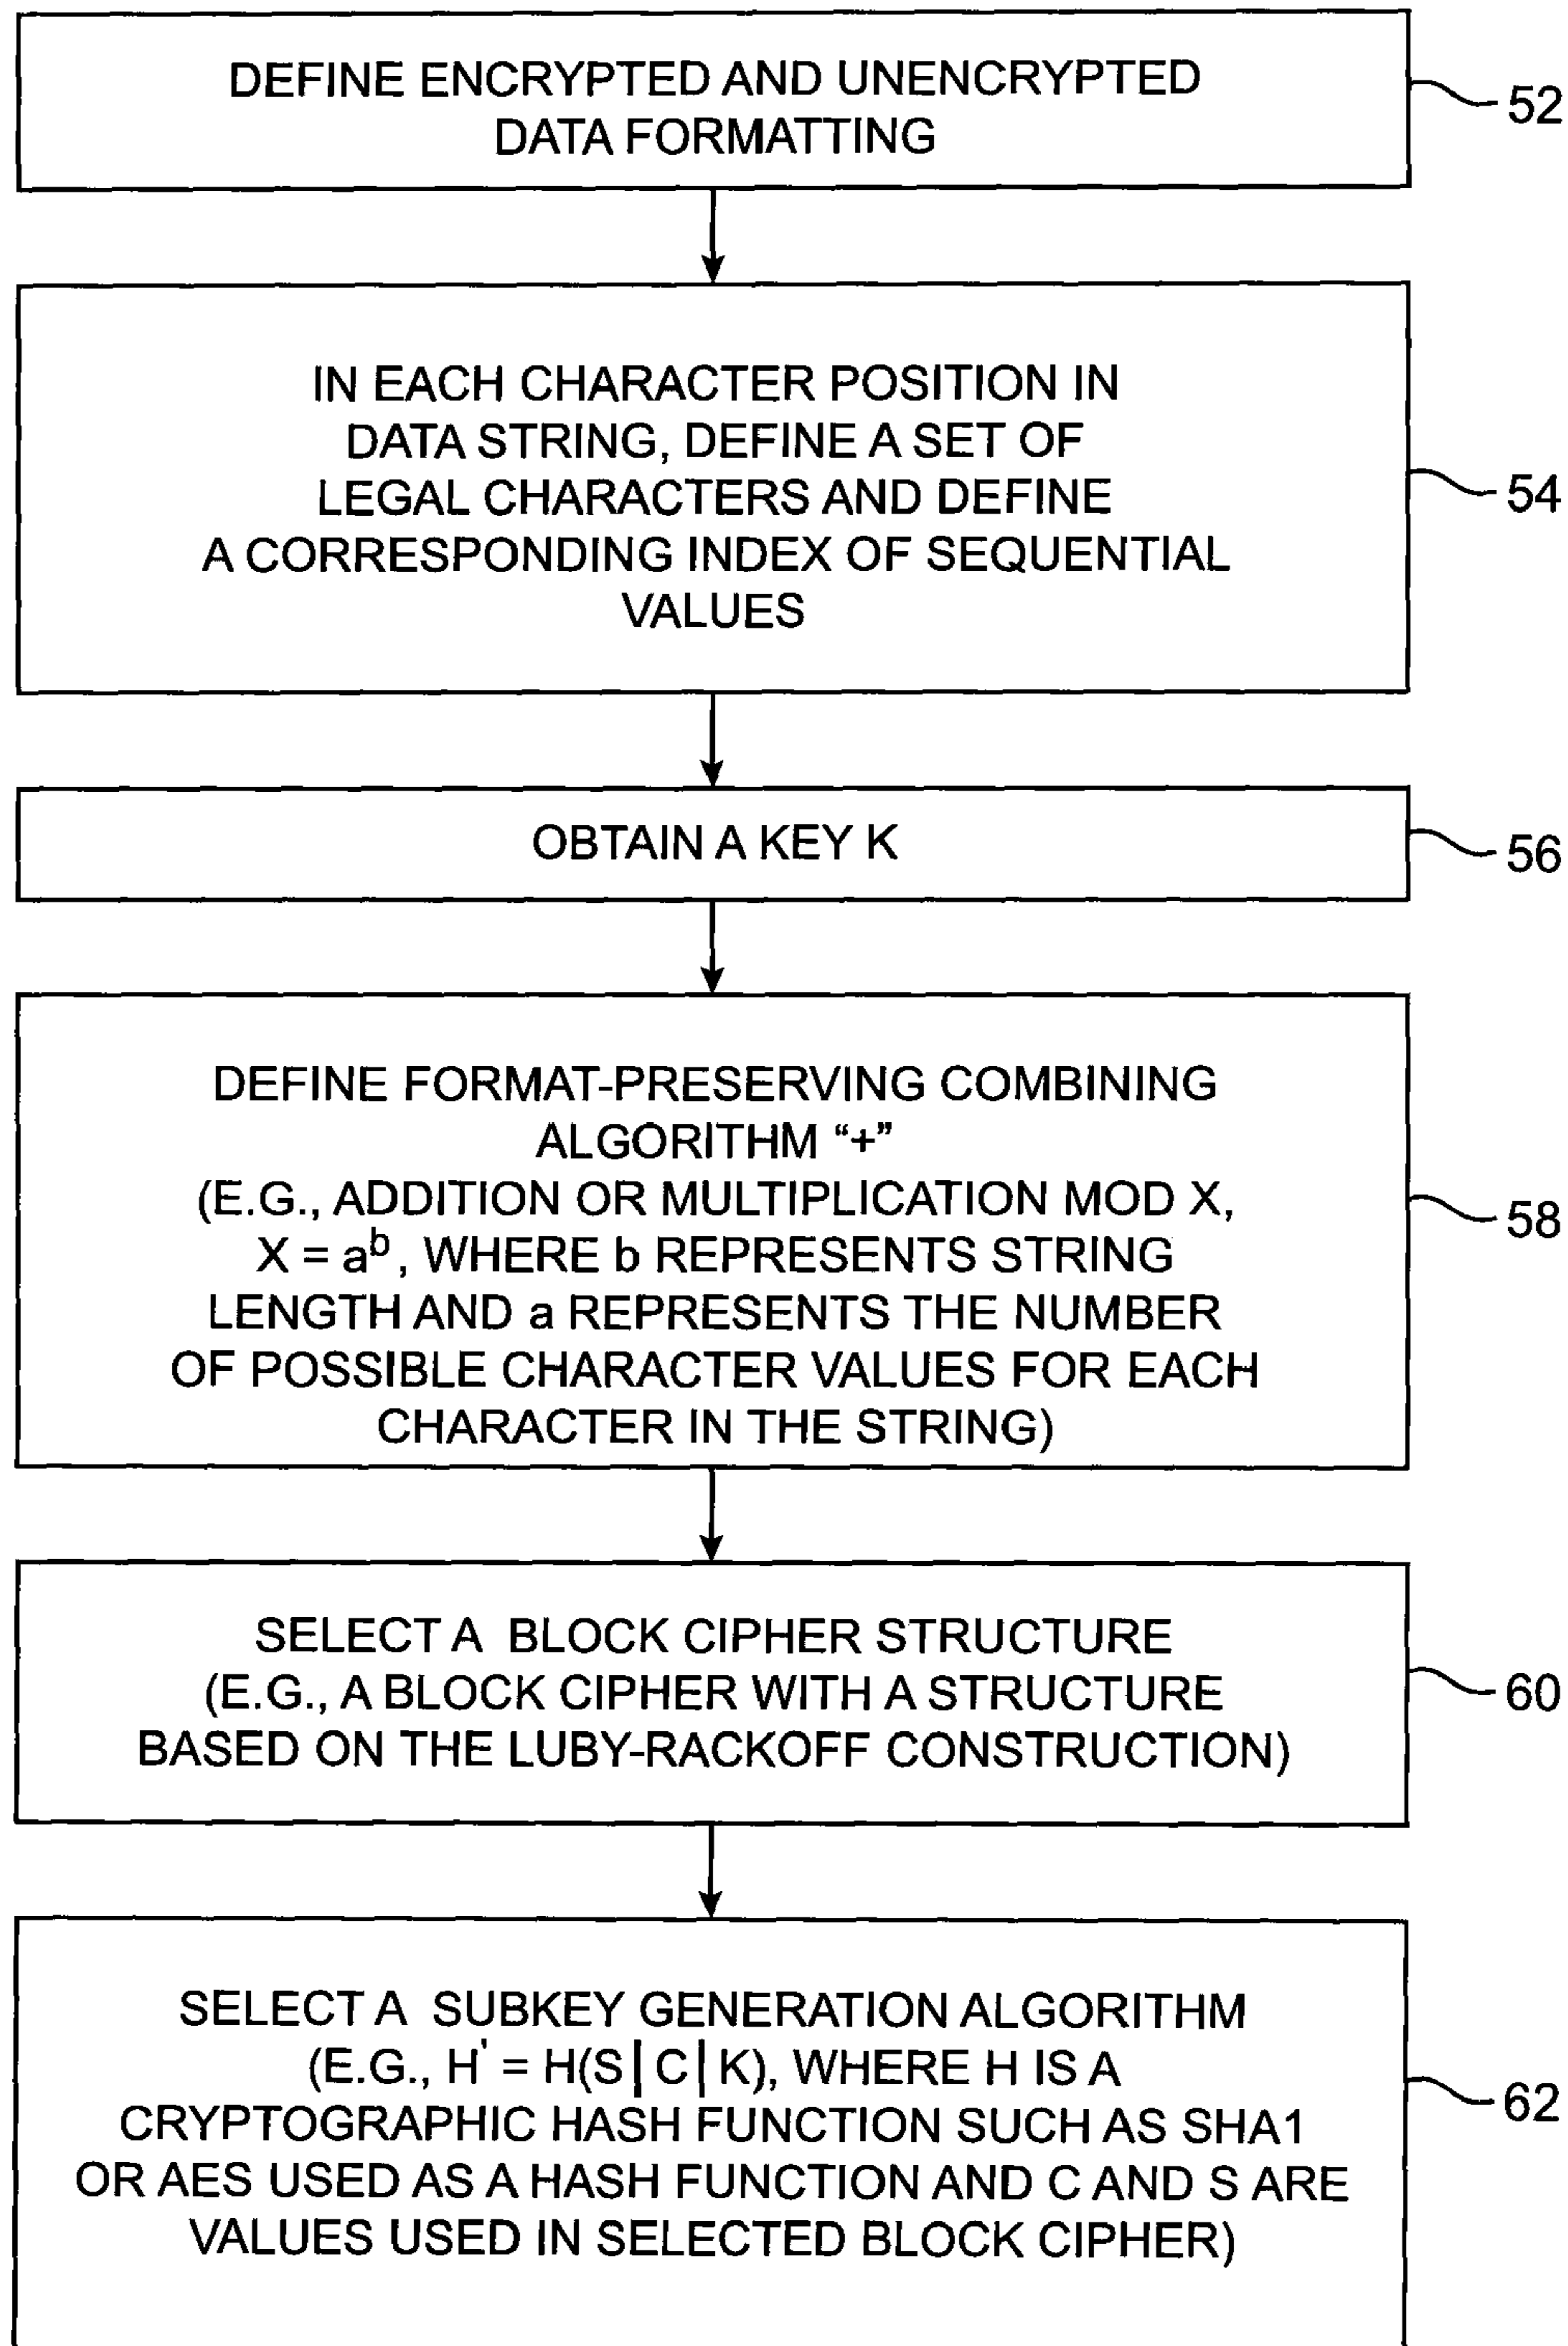 DEFINE ENCRYPTED AND UNENCRYPTED
DATA FORMATTING
52
IN EACH CHARACTER POSITION IN
DATA STRING, DEFINE A SET OF
LEGAL CHARACTERS AND DEFINE
A CORRESPONDING INDEX OF SEQUENTIAL
VALUES
54
OBTAIN A KEY K
56
DEFINE FORMAT-PRESERVING COMBINING
ALGORITHM “+”
(E.G., ADDITION OR MULTIPLICATION MOD X,
X = a^b, WHERE b REPRESENTS STRING
LENGTH AND a REPRESENTS THE NUMBER
OF POSSIBLE CHARACTER VALUES FOR EACH
CHARACTER IN THE STRING)
58
SELECT A BLOCK CIPHER STRUCTURE
(E.G., A BLOCK CIPHER WITH A STRUCTURE
BASED ON THE LUBY-RACKOFF CONSTRUCTION)
60
SELECT A SUBKEY GENERATION ALGORITHM
(E.G., H' = H(S|C|K), WHERE H IS A
CRYPTOGRAPHIC HASH FUNCTION SUCH AS SHA1
OR AES USED AS A HASH FUNCTION AND C AND S ARE
VALUES USED IN SELECTED BLOCK CIPHER)
62